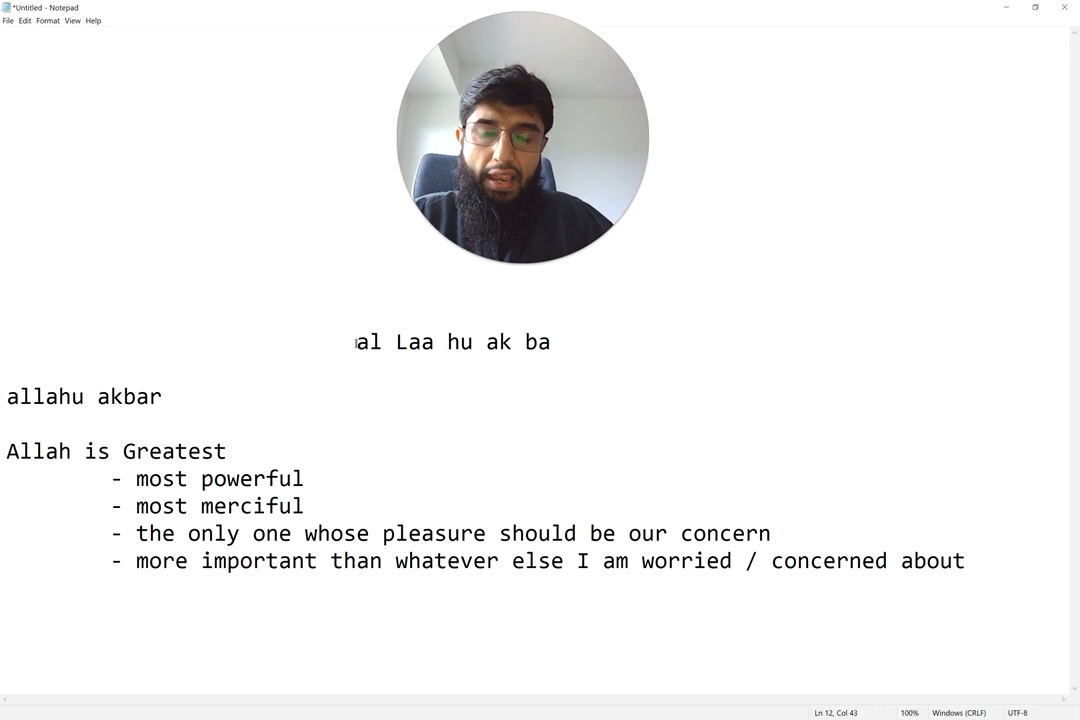 *Untitled - Notepad
File Edit Format View Help
al Laa hu ak ba
allahu akbar
Allah is Greatest
- most powerful
- most merciful
- the only one whose pleasure should be our concern
- more important than whatever else I am worried / concerned about
Ln 12, Col 43 100% Windows (CRLF) UTF-8